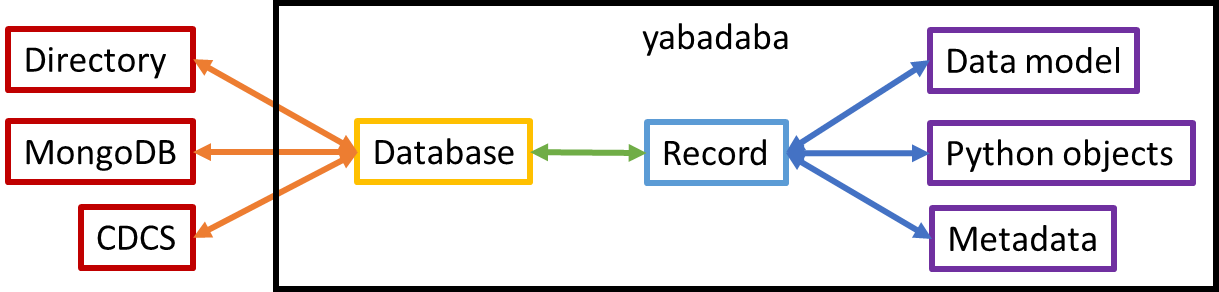 yabadaba
Directory
MongoDB
CDCS
Database
Record
Data model
Python objects
Metadata